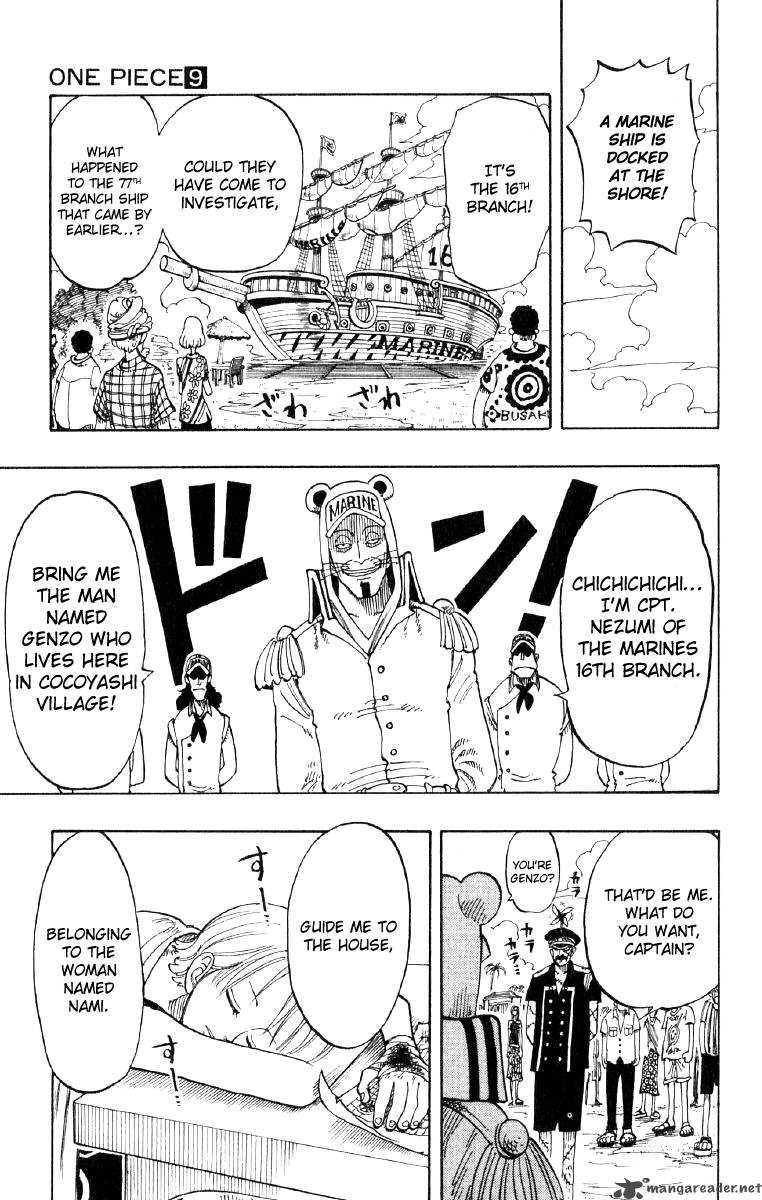 ONE PIECE 9
A MARINE
SHIP IS
DOCKED
AT THE
SHORE!
IT'S
THE 16TH
BRANCH!
COULD THEY
HAVE COME TO
INVESTIGATE,
WHAT
HAPPENED
TO THE 77TH
BRANCH SHIP
THAT CAME BY
EARLIER...?
MARINE
16
MARINE
BUSAK
ざわ
ざわ
CHICHICHICHI...
I'M CPT.
NEZUMI OF
THE MARINES
16TH BRANCH.
MARINE
ドン!
BRING ME
THE MAN
NAMED
GENZO WHO
LIVES HERE
IN COCOYASHI
VILLAGE!
THAT'D BE ME.
WHAT DO
YOU WANT,
CAPTAIN?
YOU'RE
GENZO?
カラ
カラ
GUIDE ME TO
THE HOUSE,
BELONGING
TO THE
WOMAN
NAMED
NAMI.
すー
すー
mangareader.net